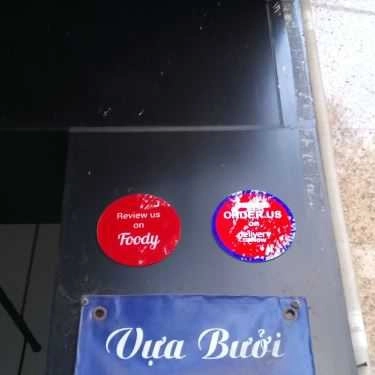 Review us
on
Foody
ORDER US
on
delivery
now
Vựa Bưởi